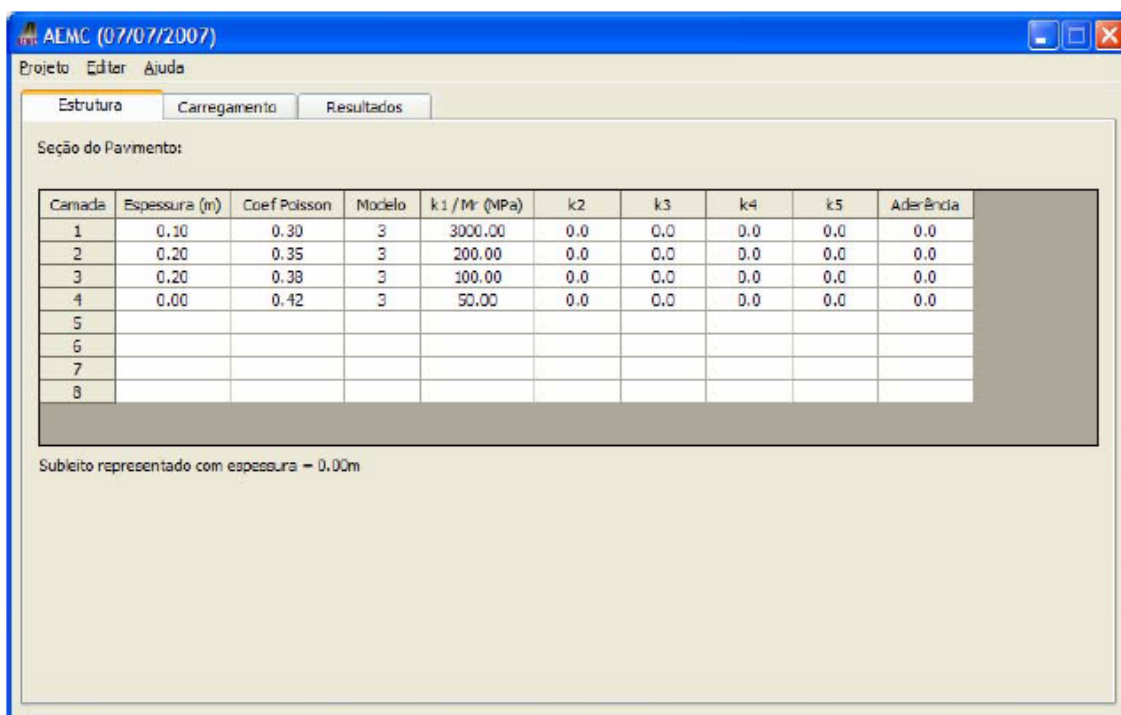 AEMC (07/07/2007)
Projeto Editar Ajuda
Estrutura Carregamento Resultados
Seção do Pavimento:
Camada Espessura (m) Coef Poisson Modelo k1 / Mr (MPa) k2 k3 k4 k5 Aderência
1 0.10 0.30 3 3000.00 0.0 0.0 0.0 0.0 0.0
2 0.20 0.35 3 200.00 0.0 0.0 0.0 0.0 0.0
3 0.20 0.38 3 100.00 0.0 0.0 0.0 0.0 0.0
4 0.00 0.42 3 50.00 0.0 0.0 0.0 0.0 0.0
5
6
7
8
Subleito representado com espessura = 0.00m